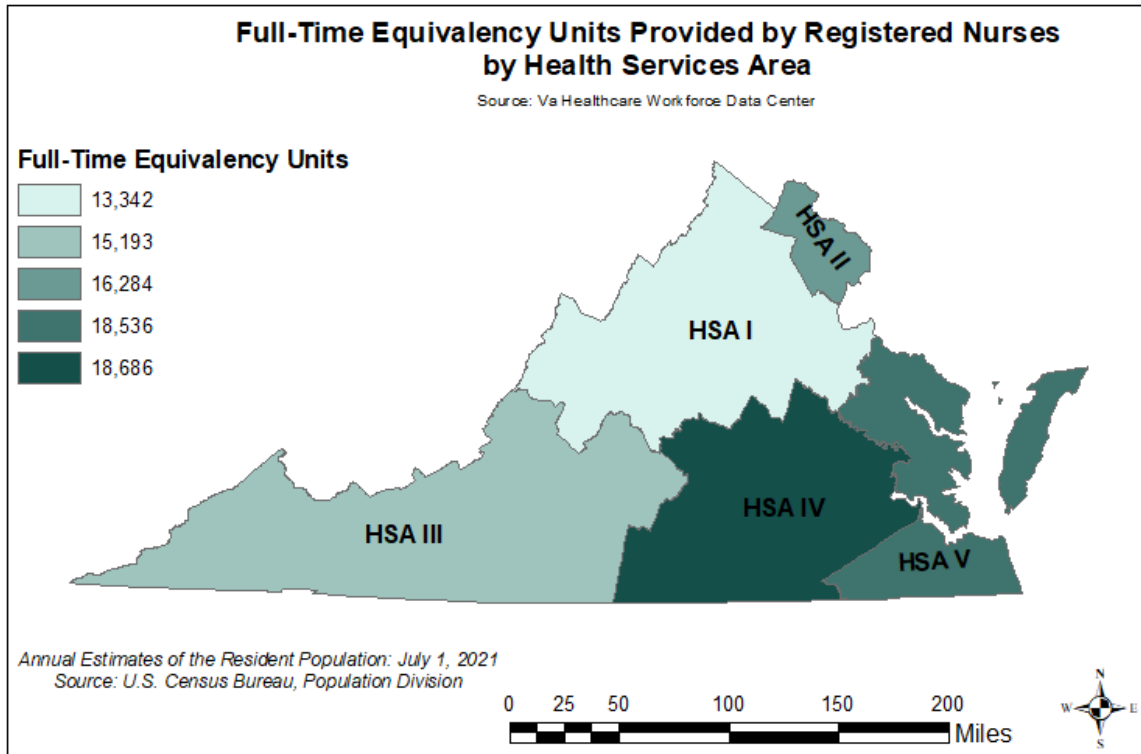 Full-Time Equivalency Units Provided by Registered Nurses
by Health Services Area
Source: Va Healthcare Workforce Data Center
Full-Time Equivalency Units
13,342
15,193
16,284
18,536
18,686
HSA II
HSA I
HSA III
HSA IV
HSA V
Annual Estimates of the Resident Population: July 1, 2021
Source: U.S. Census Bureau, Population Division
0 25 50 100 150 200
Miles
N
W E
S